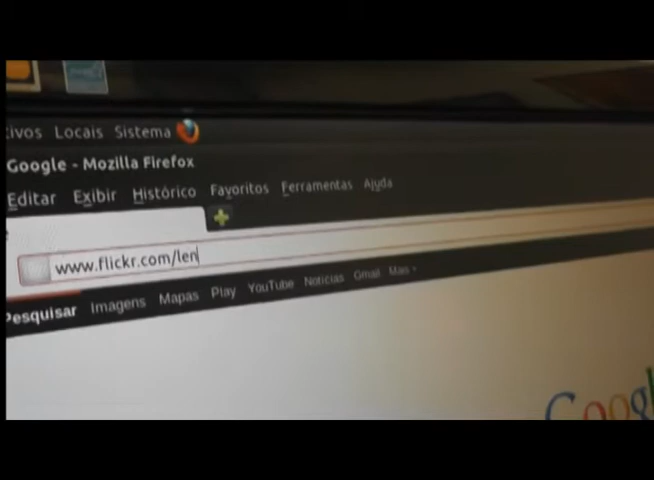 Locais Sistema
Google - Mozilla Firefox
Editar Exibir Histórico Favoritos Ferramentas Ajuda
www.flickr.com/len
Pesquisar Imagens Mapas Play YouTube Notícias Gmail Mais
Google